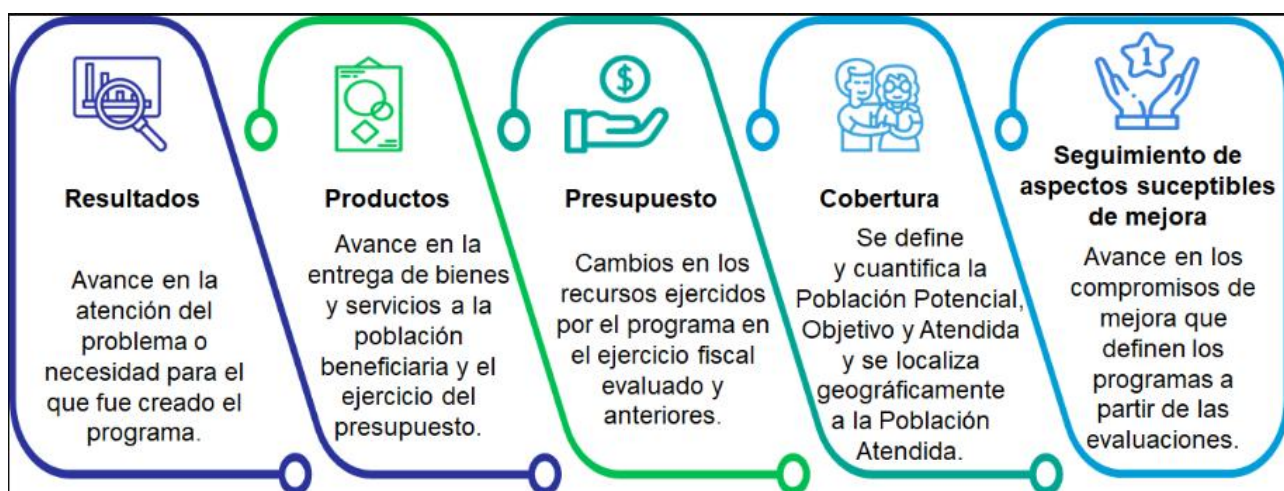 Resultados
Avance en la
atención del
problema o
necesidad para el
que fue creado el
programa.
Productos
Avance en la
entrega de bienes
y servicios a la
población
beneficiaria y el
ejercicio del
presupuesto.
$
Presupuesto
Cambios en los
recursos ejercidos
por el programa en
el ejercicio fiscal
evaluado y
anteriores.
Cobertura
Se define
y cuantifica la
Población Potencial,
Objetivo y Atendida
y se localiza
geográficamente
a la Población
Atendida.
1
Seguimiento de
aspectos suceptibles
de mejora
Avance en los
compromisos de
mejora que
definen los
programas a
partir de las
evaluaciones.